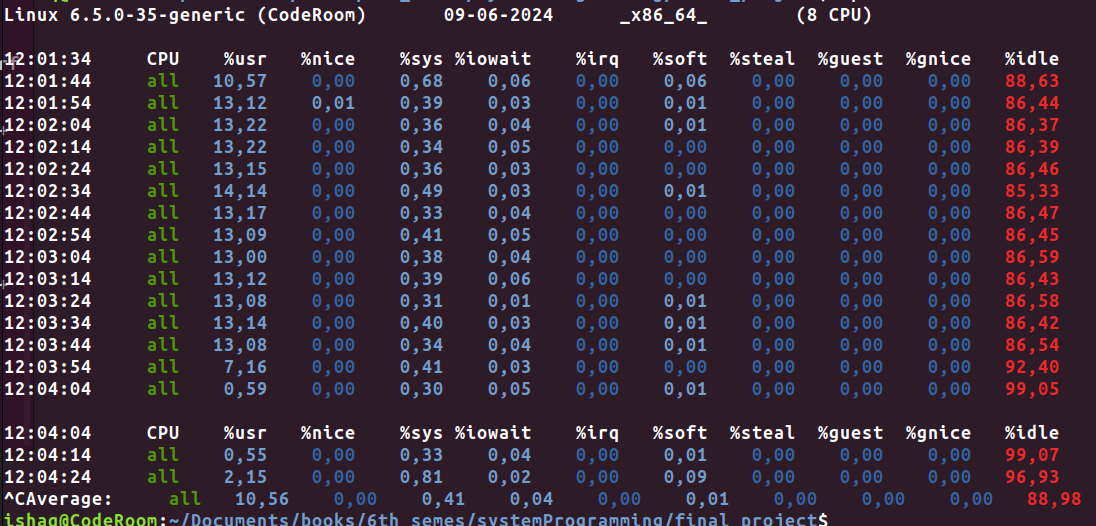 Linux 6.5.0-35-generic (CodeRoom) 09-06-2024 _x86_64_ (8 CPU)
12:01:34 CPU %usr %nice %sys %iowait %irq %soft %steal %guest %gnice %idle
12:01:44 all 10,57 0,00 0,68 0,06 0,00 0,06 0,00 0,00 0,00 88,63
12:01:54 all 13,12 0,01 0,39 0,03 0,00 0,01 0,00 0,00 0,00 86,44
12:02:04 all 13,22 0,00 0,36 0,04 0,00 0,01 0,00 0,00 0,00 86,37
12:02:14 all 13,22 0,00 0,34 0,05 0,00 0,00 0,00 0,00 0,00 86,39
12:02:24 all 13,15 0,00 0,36 0,03 0,00 0,00 0,00 0,00 0,00 86,46
12:02:34 all 14,14 0,00 0,49 0,03 0,00 0,01 0,00 0,00 0,00 85,33
12:02:44 all 13,17 0,00 0,33 0,04 0,00 0,00 0,00 0,00 0,00 86,47
12:02:54 all 13,09 0,00 0,41 0,05 0,00 0,00 0,00 0,00 0,00 86,45
12:03:04 all 13,00 0,00 0,38 0,04 0,00 0,00 0,00 0,00 0,00 86,59
12:03:14 all 13,12 0,00 0,39 0,06 0,00 0,00 0,00 0,00 0,00 86,43
12:03:24 all 13,08 0,00 0,31 0,01 0,00 0,01 0,00 0,00 0,00 86,58
12:03:34 all 13,14 0,00 0,40 0,03 0,00 0,01 0,00 0,00 0,00 86,42
12:03:44 all 13,08 0,00 0,34 0,04 0,00 0,01 0,00 0,00 0,00 86,54
12:03:54 all 7,16 0,00 0,41 0,03 0,00 0,00 0,00 0,00 0,00 92,40
12:04:04 all 0,59 0,00 0,30 0,05 0,00 0,01 0,00 0,00 0,00 99,05
12:04:04 CPU %usr %nice %sys %iowait %irq %soft %steal %guest %gnice %idle
12:04:14 all 0,55 0,00 0,33 0,04 0,00 0,01 0,00 0,00 0,00 99,07
12:04:24 all 2,15 0,00 0,81 0,02 0,00 0,09 0,00 0,00 0,00 96,93
^CAverage: all 10,56 0,00 0,41 0,04 0,00 0,01 0,00 0,00 0,00 88,98
ishaq@CodeRoom:~/Documents/books/6th_semes/systemProgramming/final_project$